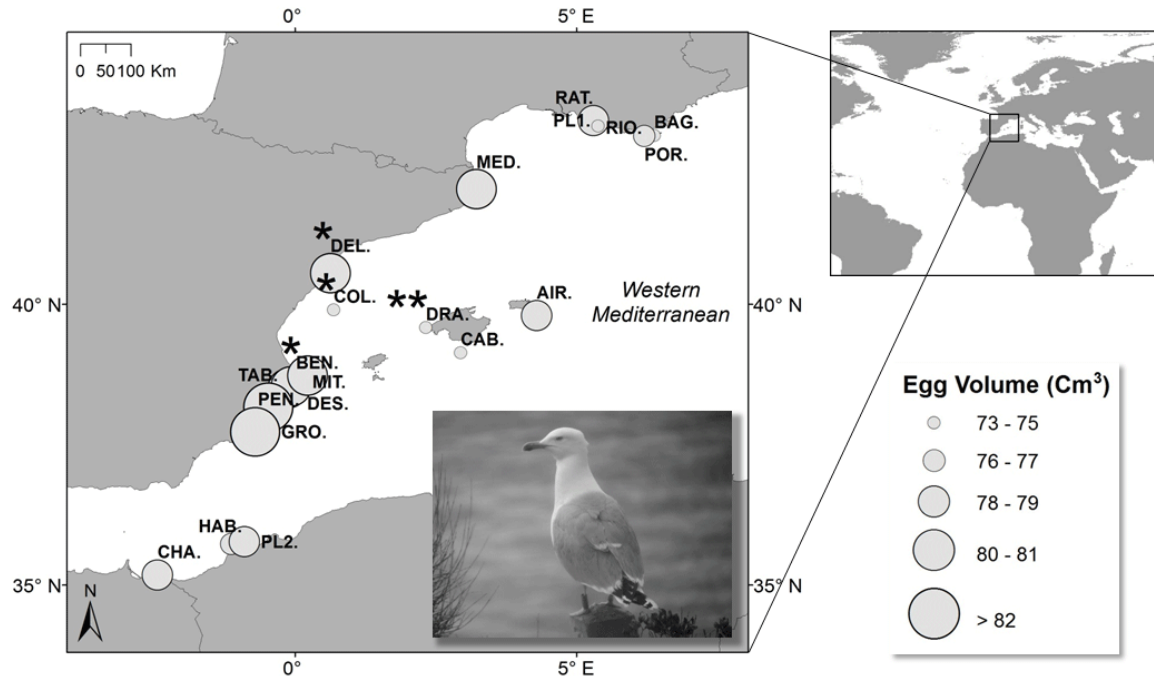 0° 5° E
0 50 100 Km
RAT.
PL1. RIO. BAG.
POR.
MED.
*
DEL.
*
COL.
40° N
* *
DRA.
AIR.
Western
Mediterranean
40° N
CAB.
*
BEN.
TAB. MIT.
PEN. DES.
GRO.
HAB.
PL2.
CHA.
35° N
35° N
N
0° 5° E
Egg Volume (Cm³)
73 - 75
76 - 77
78 - 79
80 - 81
> 82